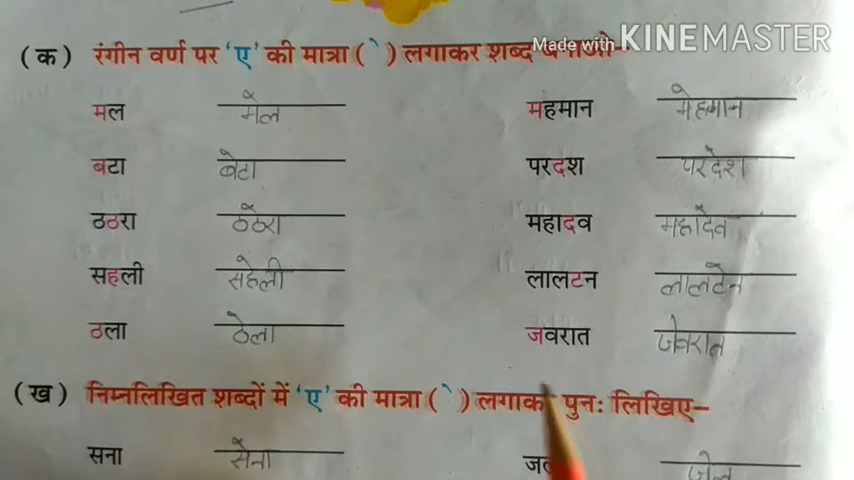 Made with KINEMASTER
(क) रंगीन वर्ण पर 'ए' की मात्रा ( े ) लगाकर शब्द बनाओ–
मल मेल महमान मेहमान
बटा बेटा परदश परदेश
ठठरा ठठेरा महादव महादेव
सहली सहेली लालटन लालटेन
ठला ठेला जवरात जेवरात
(ख) निम्नलिखित शब्दों में 'ए' की मात्रा ( े ) लगाकर पुनः लिखिए–
सना सेना जेल